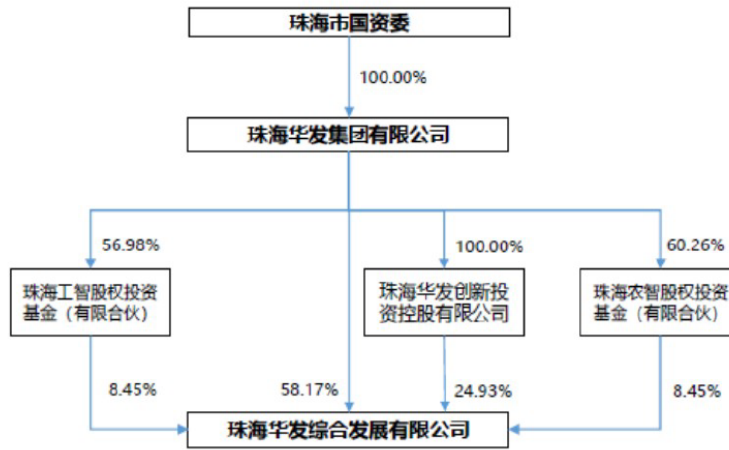 珠海市国资委
100.00%
珠海华发集团有限公司
56.98%
100.00%
60.26%
珠海工智股权投资
基金（有限合伙）
珠海华发创新投
资控股有限公司
珠海农智股权投资
基金（有限合伙）
8.45%
58.17%
24.93%
8.45%
珠海华发综合发展有限公司